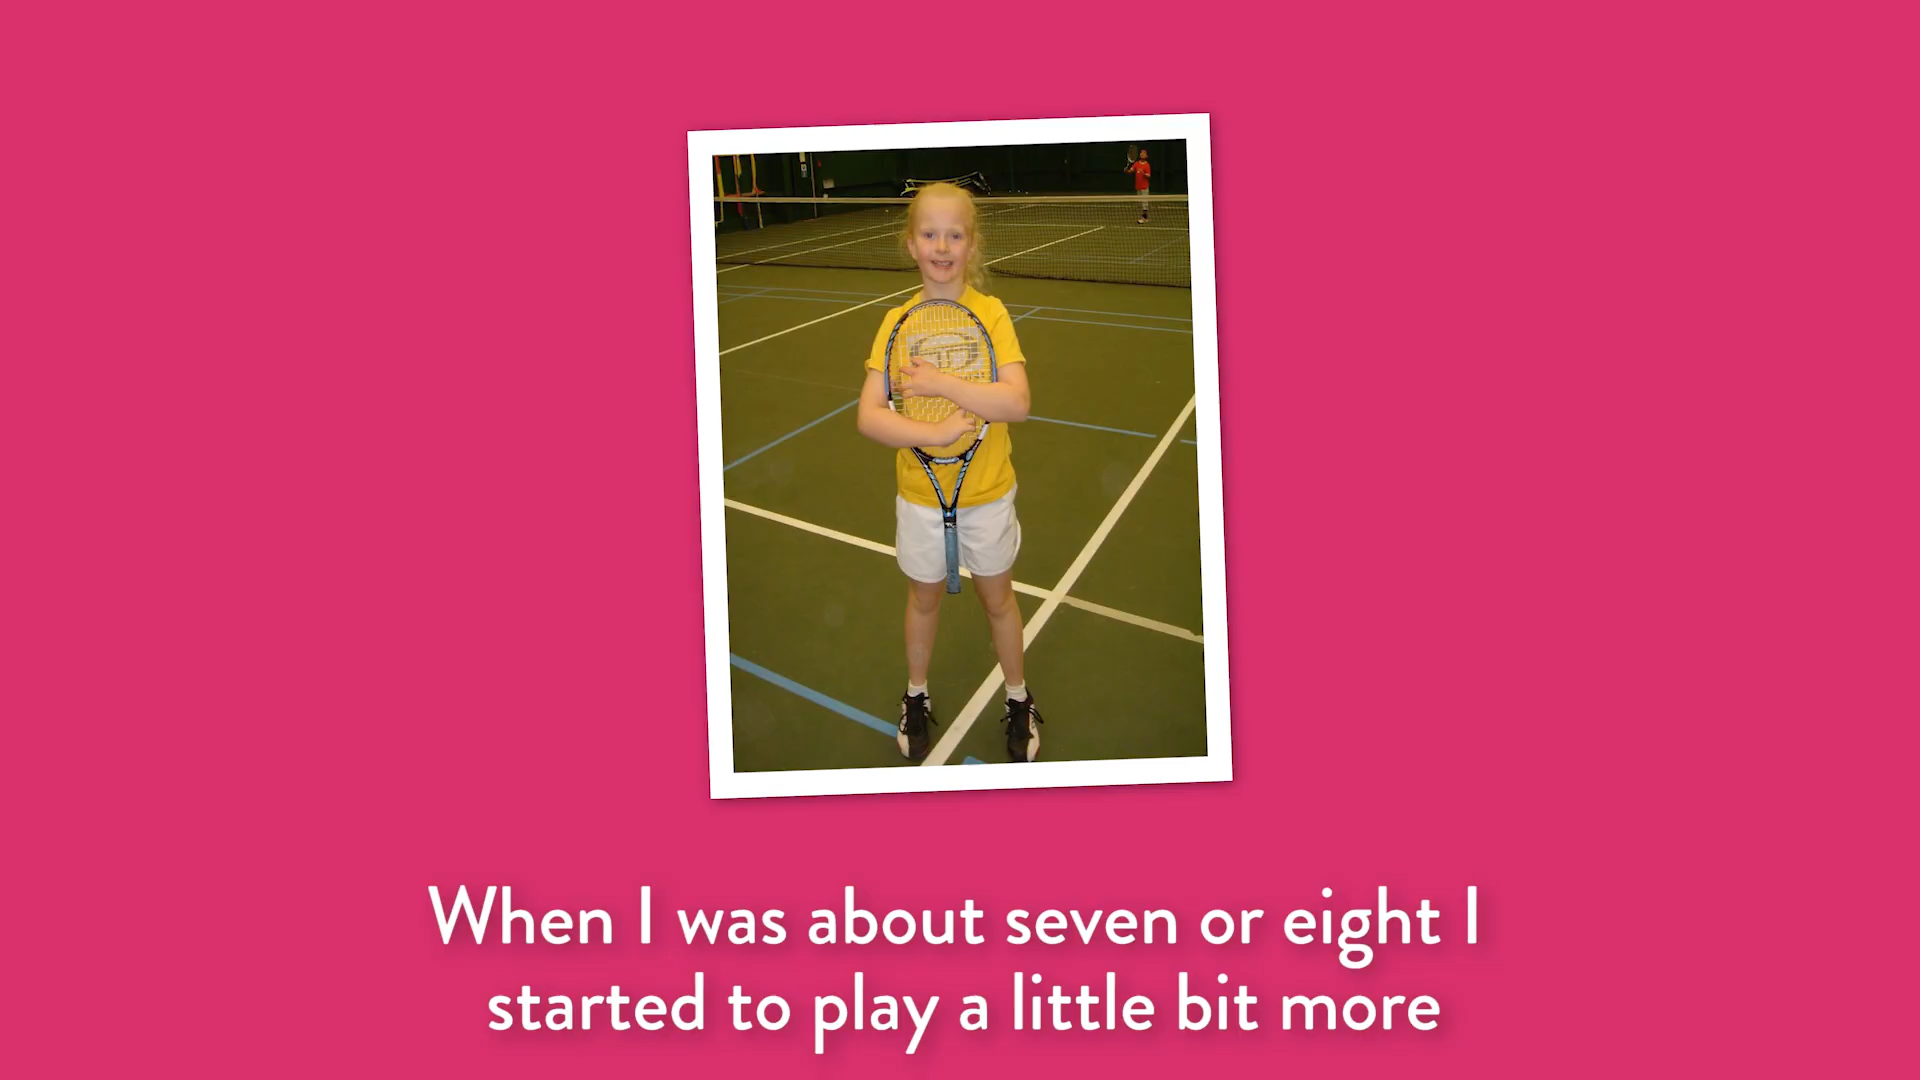 When I was about seven or eight I
started to play a little bit more